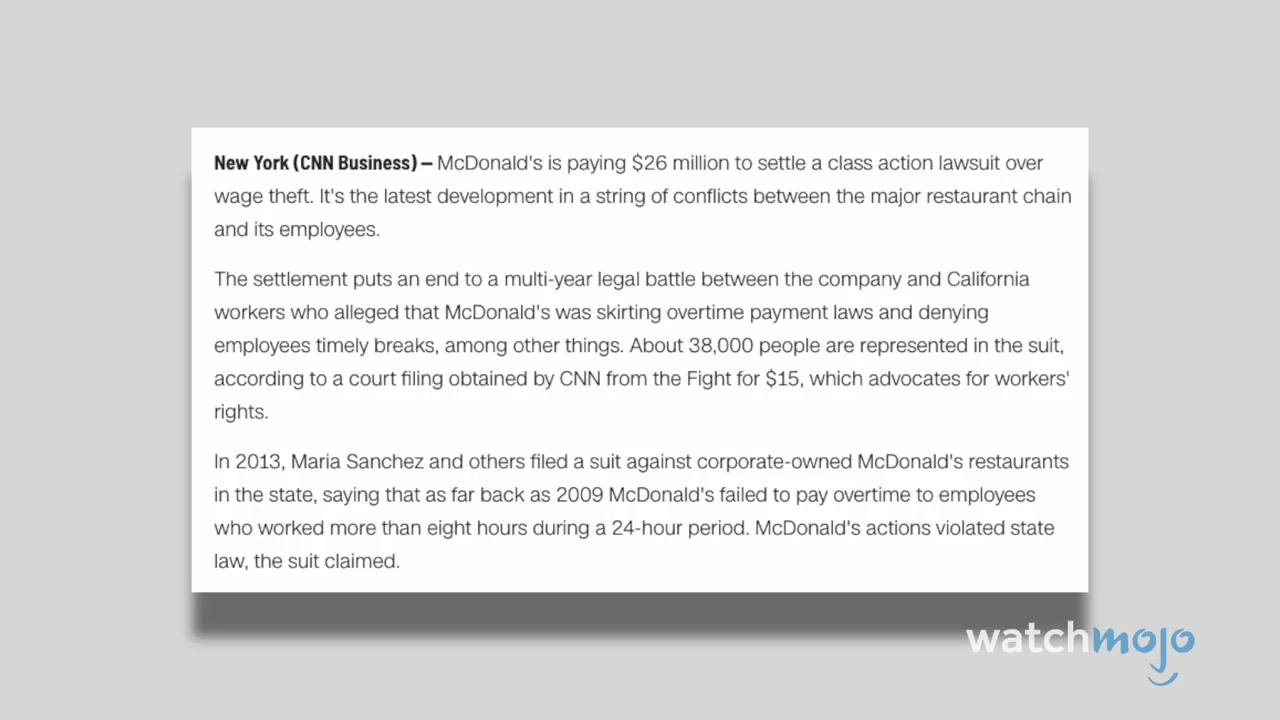 New York (CNN Business) — McDonald's is paying $26 million to settle a class action lawsuit over
wage theft. It's the latest development in a string of conflicts between the major restaurant chain
and its employees.
The settlement puts an end to a multi-year legal battle between the company and California
workers who alleged that McDonald's was skirting overtime payment laws and denying
employees timely breaks, among other things. About 38,000 people are represented in the suit,
according to a court filing obtained by CNN from the Fight for $15, which advocates for workers'
rights.
In 2013, Maria Sanchez and others filed a suit against corporate-owned McDonald's restaurants
in the state, saying that as far back as 2009 McDonald's failed to pay overtime to employees
who worked more than eight hours during a 24-hour period. McDonald's actions violated state
law, the suit claimed.
watchmojo